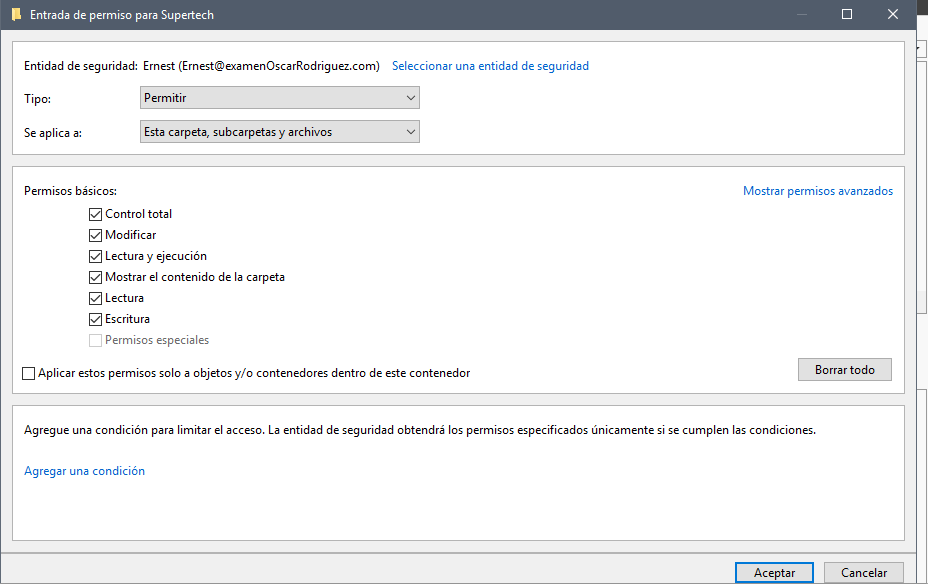 Entrada de permiso para Supertech
Entidad de seguridad: Ernest (Ernest@examenOscarRodriguez.com) Seleccionar una entidad de seguridad
Tipo: Permitir
Se aplica a: Esta carpeta, subcarpetas y archivos
Permisos básicos: Mostrar permisos avanzados
Control total
Modificar
Lectura y ejecución
Mostrar el contenido de la carpeta
Lectura
Escritura
Permisos especiales
Aplicar estos permisos solo a objetos y/o contenedores dentro de este contenedor Borrar todo
Agregue una condición para limitar el acceso. La entidad de seguridad obtendrá los permisos especificados únicamente si se cumplen las condiciones.
Agregar una condición
Aceptar Cancelar